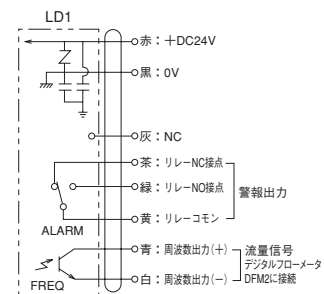 LD1
赤：＋DC24V
黒：0V
灰：NC
茶：リレーNC接点
緑：リレーNO接点
警報出力
黄：リレーコモン
ALARM
青：周波数出力(＋)
流量信号
デジタルフローメータ
DFM2に接続
白：周波数出力(－)
FREQ